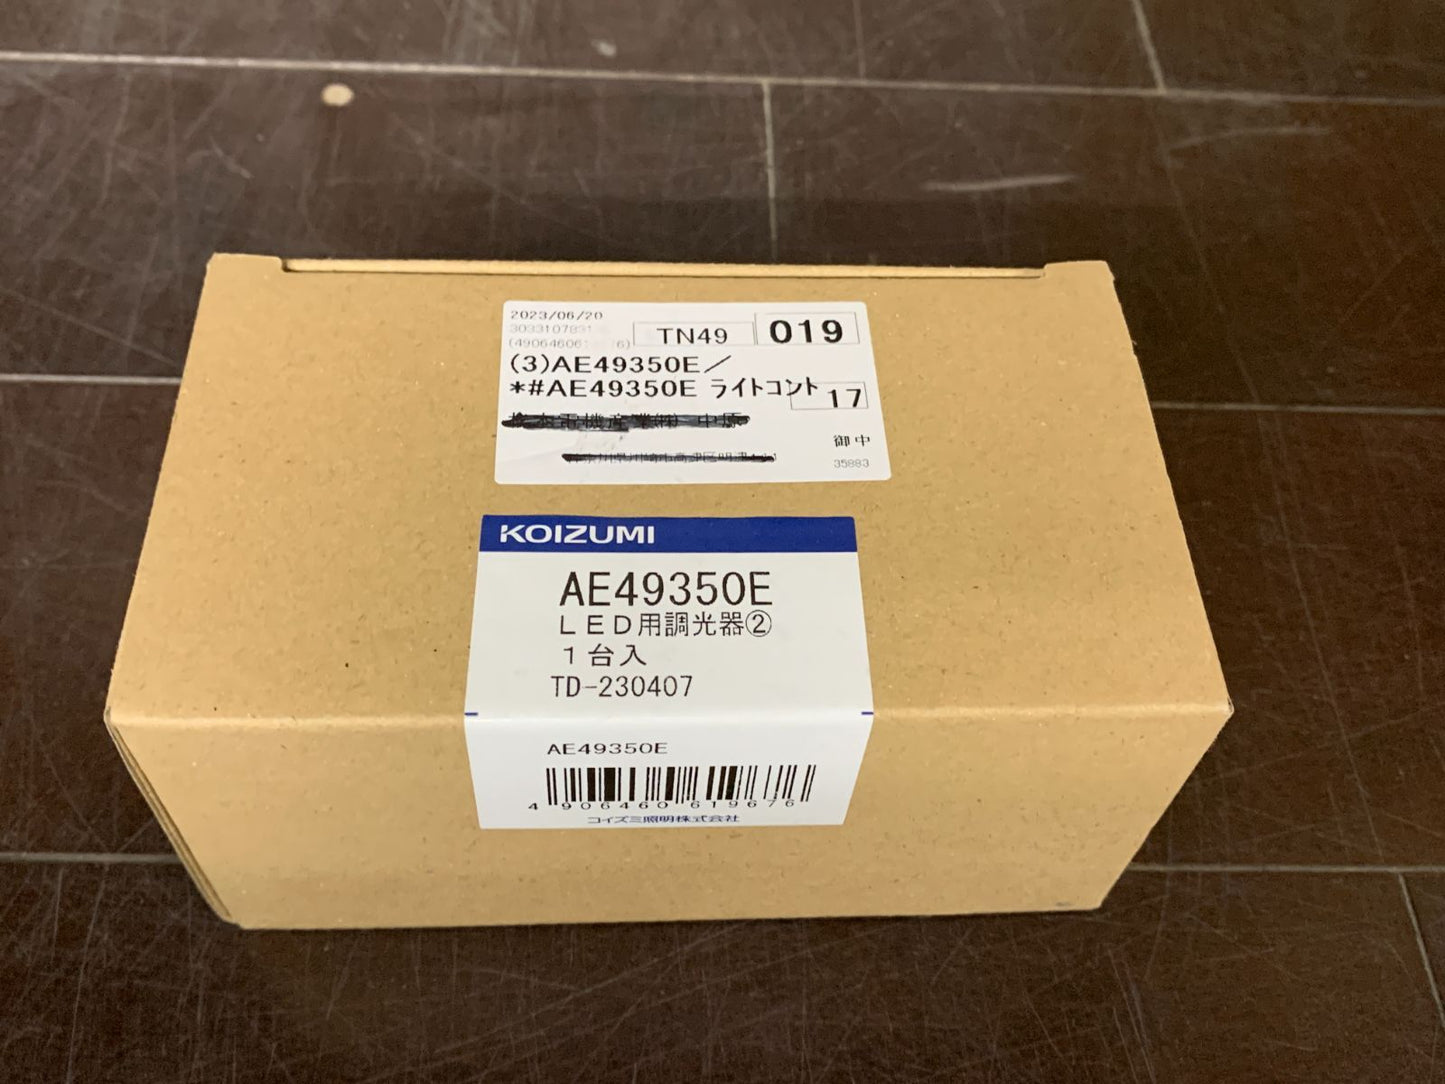 2023/06/20
TN49
019
(3)AE49350E／
*#AE49350E ライトコント
17
御中
35883
KOIZUMI
AE49350E
LED用調光器②
1台入
TD-230407
AE49350E
4 906460 619676
コイズミ照明株式会社